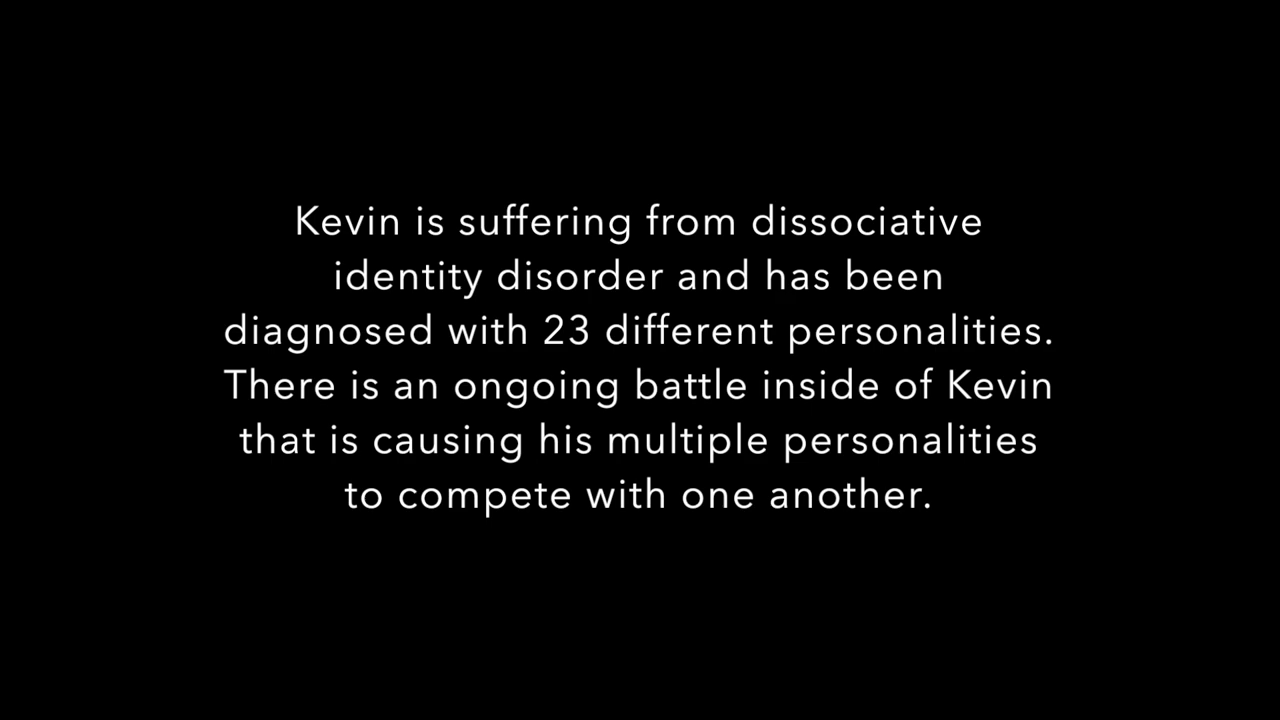 Kevin is suffering from dissociative
identity disorder and has been
diagnosed with 23 different personalities.
There is an ongoing battle inside of Kevin
that is causing his multiple personalities
to compete with one another.